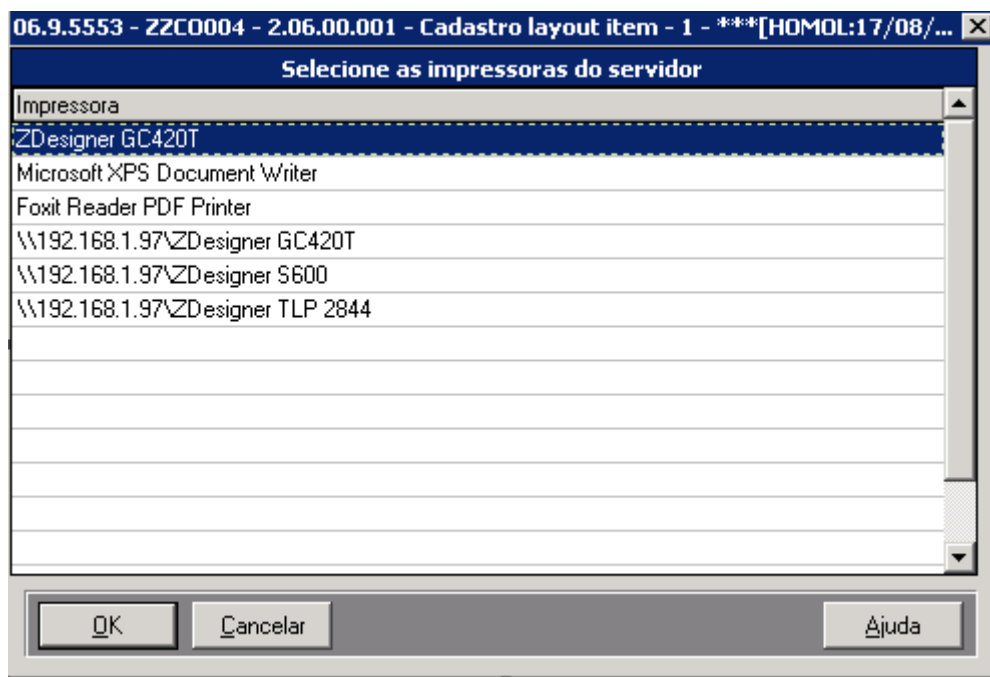 06.9.5553 - ZZCO004 - 2.06.00.001 - Cadastro layout item - 1 - ***[HOMOL:17/08/...
Selecione as impressoras do servidor
Impressora
ZDesigner GC420T
Microsoft XPS Document Writer
Foxit Reader PDF Printer
\\192.168.1.97\ZDesigner GC420T
\\192.168.1.97\ZDesigner S600
\\192.168.1.97\ZDesigner TLP 2844
OK Cancelar Ajuda